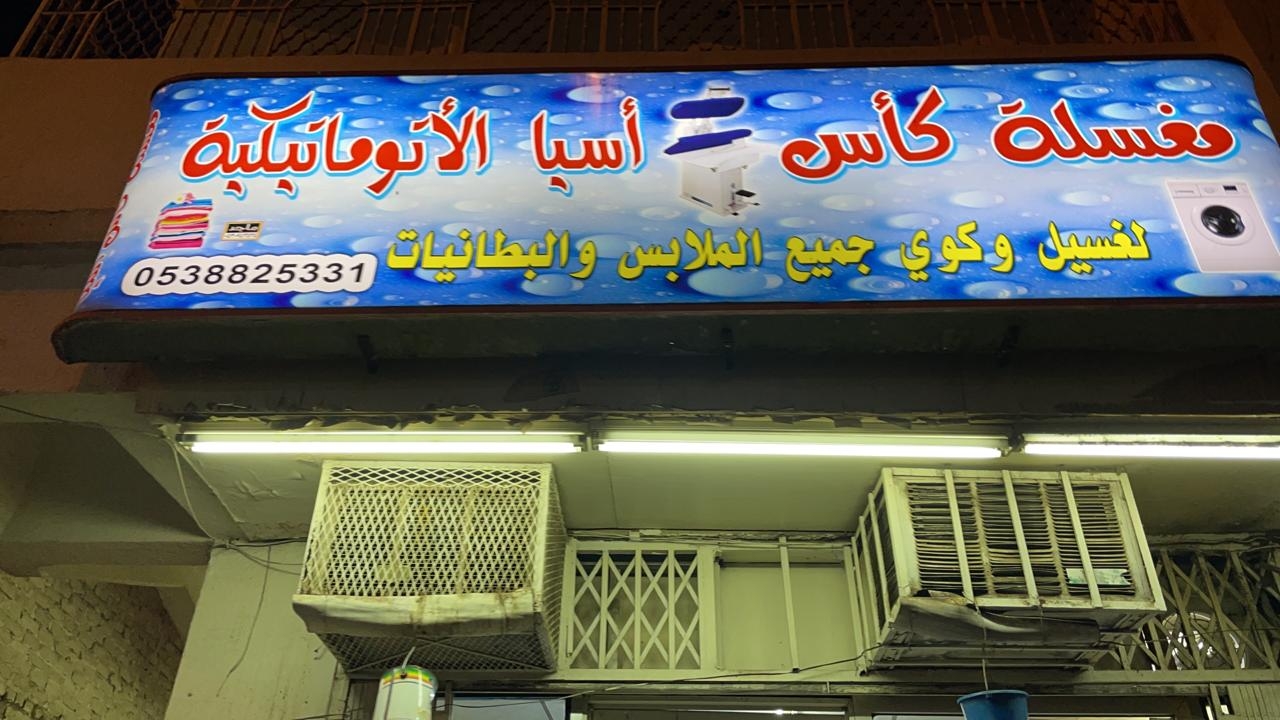 مغسلة كأس أسيا الأتوماتيكية
لغسيل وكوي جميع الملابس والبطانيات
0538825331